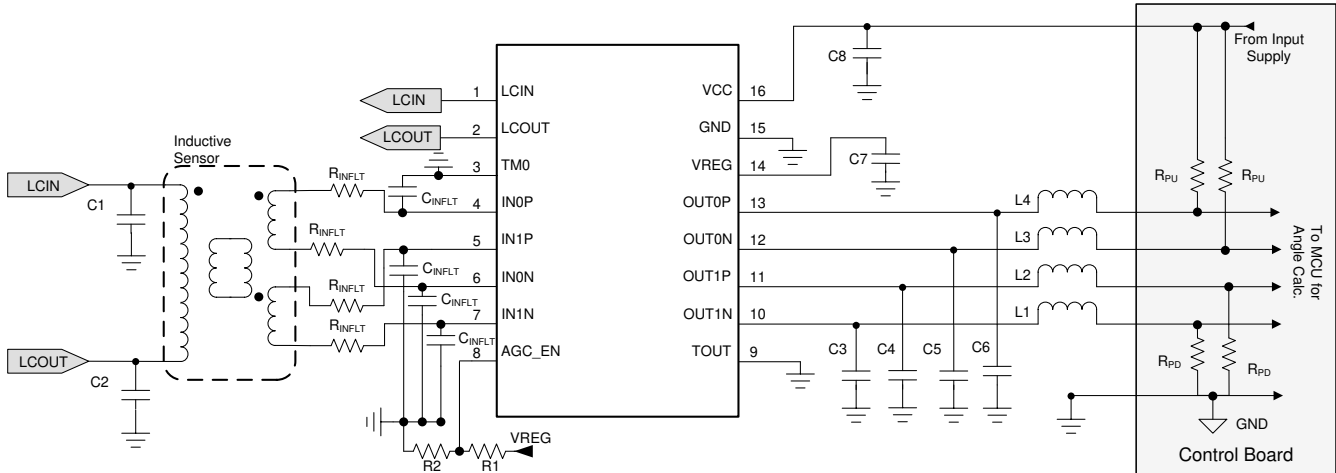 From Input
Supply
C8
LCIN
1
LCIN
VCC
16
LCOUT
2
LCOUT
GND
15
Inductive
Sensor
3
TM0
VREG
14
C7
LCIN
C1
RINFLT
CINFLT
4
IN0P
OUT0P
13
L4
RPU
RPU
RINFLT
5
IN1P
OUT0N
12
L3
CINFLT
6
IN0N
OUT1P
11
L2
RINFLT
CINFLT
7
IN1N
OUT1N
10
L1
RINFLT
CINFLT
8
AGC_EN
TOUT
9
To MCU for
Angle Calc.
LCOUT
C2
C3
C4
C5
C6
RPD
RPD
VREG
R2
R1
GND
Control Board